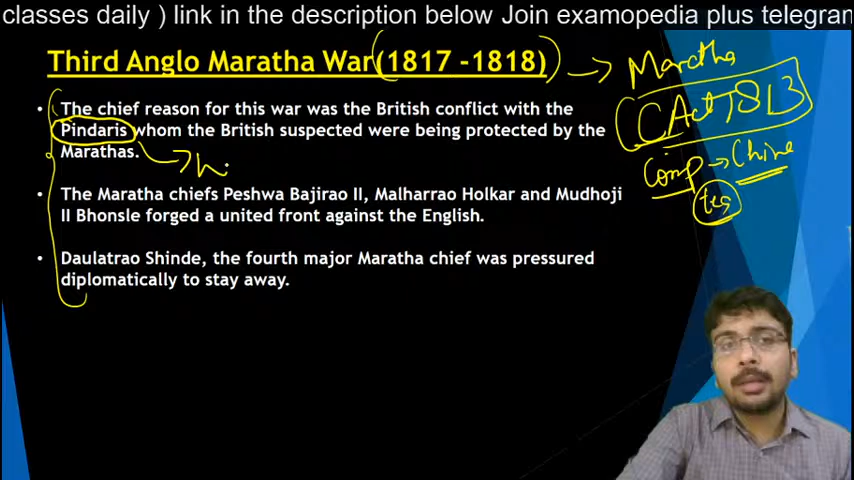 classes daily ) link in the description below Join examopedia plus telegram
Third Anglo Maratha War(1817 -1818)
Maratha
CAct 1813
Comp → China
tea
• The chief reason for this war was the British conflict with the
Pindaris whom the British suspected were being protected by the
Marathas.
• The Maratha chiefs Peshwa Bajirao II, Malharrao Holkar and Mudhoji
II Bhonsle forged a united front against the English.
• Daulatrao Shinde, the fourth major Maratha chief was pressured
diplomatically to stay away.